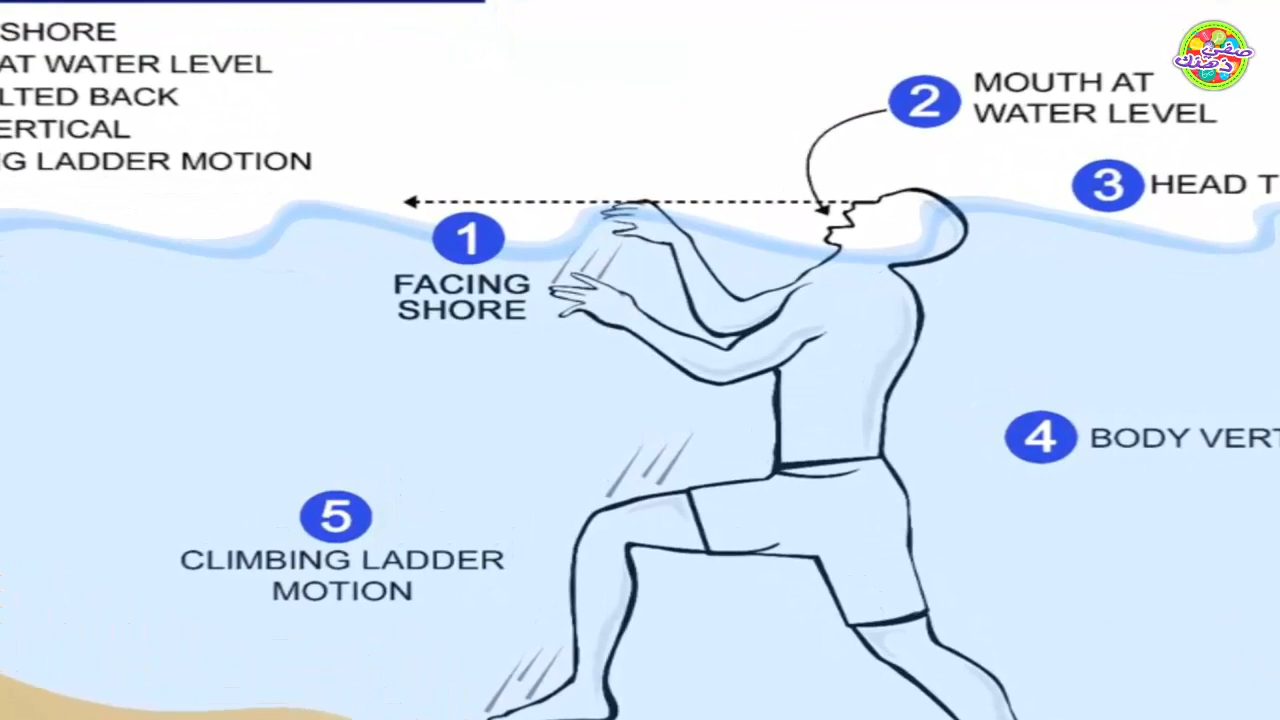 SHORE
AT WATER LEVEL
LTED BACK
ERTICAL
G LADDER MOTION
2 MOUTH AT
WATER LEVEL
3 HEAD T
1
FACING
SHORE
4 BODY VERT
5
CLIMBING LADDER
MOTION